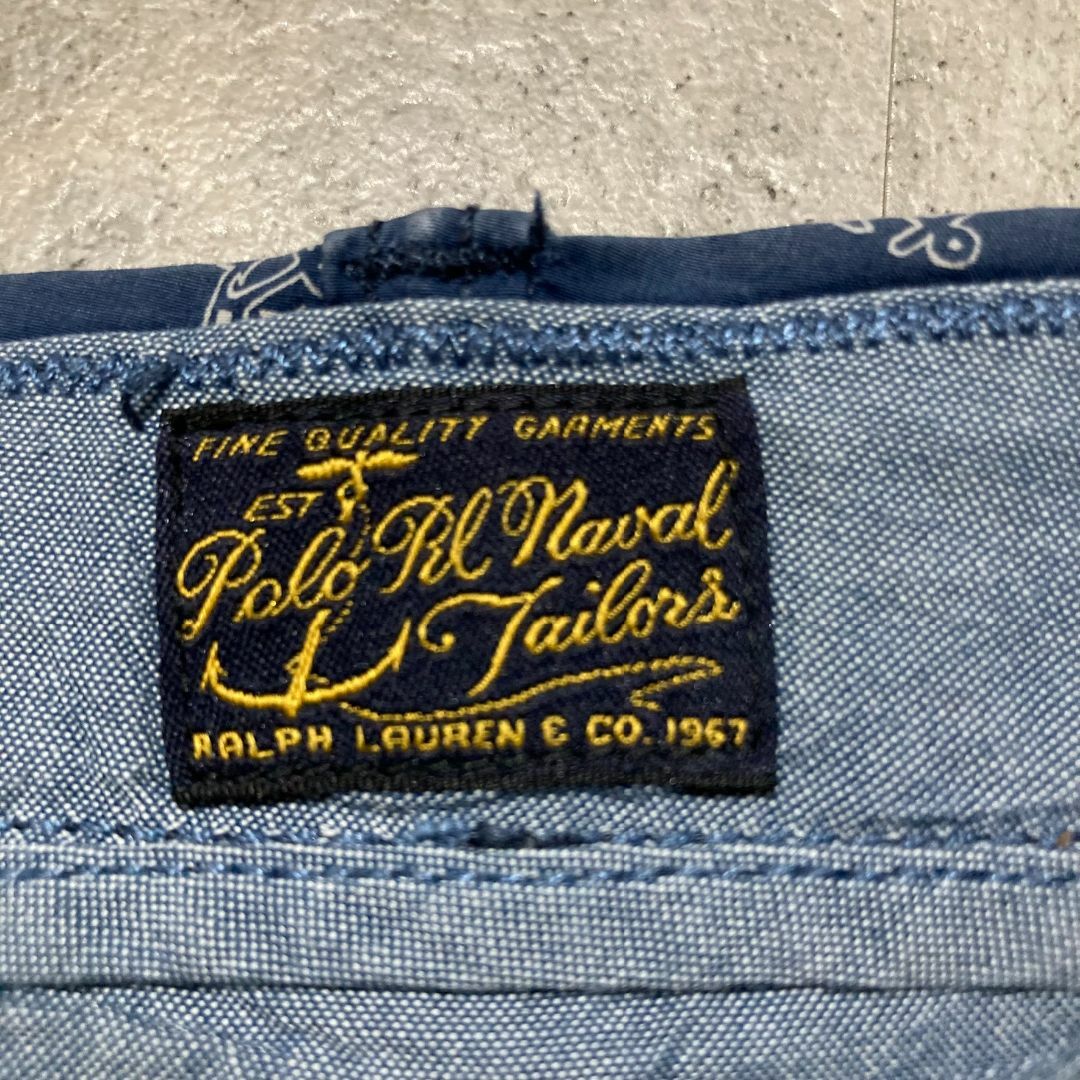 FINE QUALITY GARMENTS
EST
Polo Rl Naval
Tailors
RALPH LAUREN & CO. 1967